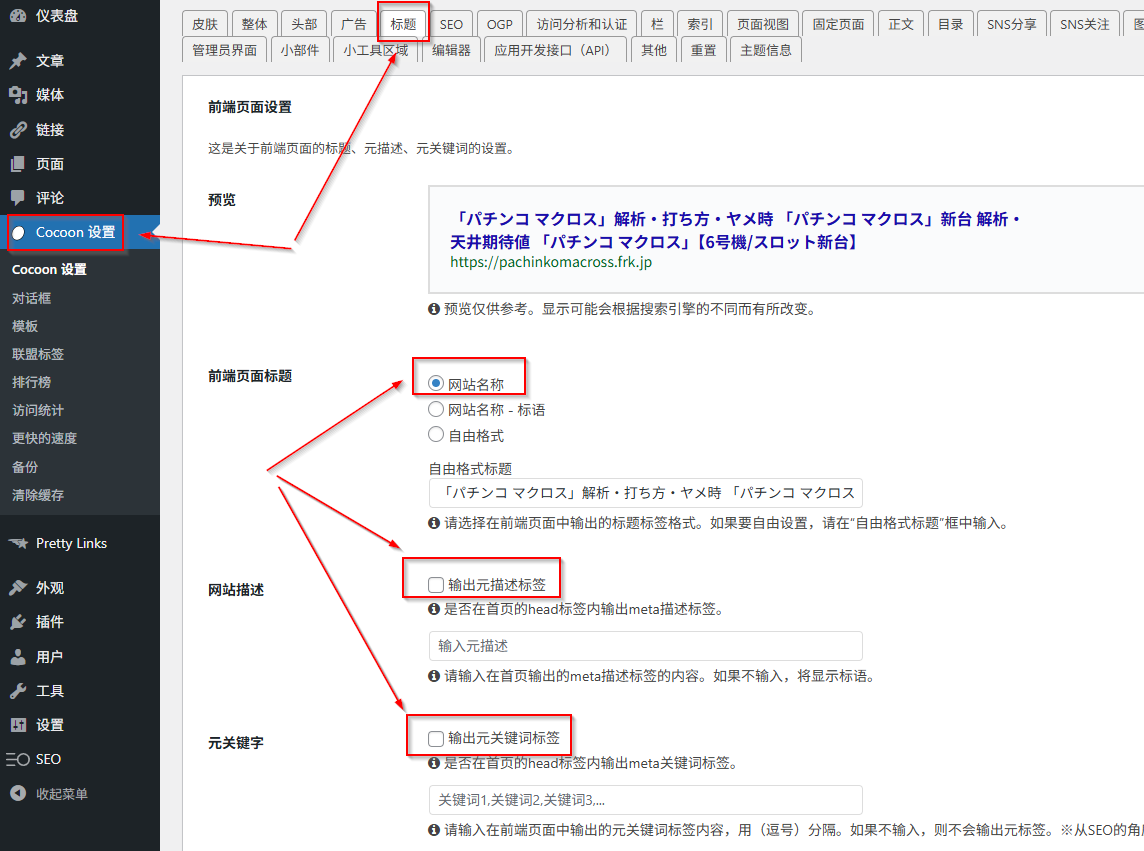 仪表盘
文章
媒体
链接
页面
评论
Cocoon 设置
Cocoon 设置
对话框
模板
联盟标签
排行榜
访问统计
更快的速度
备份
清除缓存
Pretty Links
外观
插件
用户
工具
设置
SEO
收起菜单
皮肤 整体 头部 广告 标题 SEO OGP 访问分析和认证 栏 索引 页面视图 固定页面 正文 目录 SNS分享 SNS关注
管理员界面 小部件 小工具区域 编辑器 应用开发接口（API） 其他 重置 主题信息
前端页面设置
这是关于前端页面的标题、元描述、元关键词的设置。
预览
「パチンコ マクロス」解析・打ち方・ヤメ時 「パチンコ マクロス」新台 解析・
天井期待値 「パチンコ マクロス」【6号機/スロット新台】
https://pachinkomacross.frk.jp
预览仅供参考。显示可能会根据搜索引擎的不同而有所改变。
前端页面标题
网站名称
网站名称 - 标语
自由格式
自由格式标题
「パチンコ マクロス」解析・打ち方・ヤメ時 「パチンコ マクロス
请选择在前端页面中输出的标题标签格式。如果要自由设置，请在“自由格式标题”框中输入。
网站描述
输出元描述标签
是否在首页的head标签内输出meta描述标签。
输入元描述
请输入在首页输出的meta描述标签的内容。如果不输入，将显示标语。
元关键字
输出元关键词标签
是否在首页的head标签内输出meta关键词标签。
关键词1,关键词2,关键词3,...
请输入在前端页面中输出的元关键词标签内容，用（逗号）分隔。如果不输入，则不会输出元标签。※从SEO的角